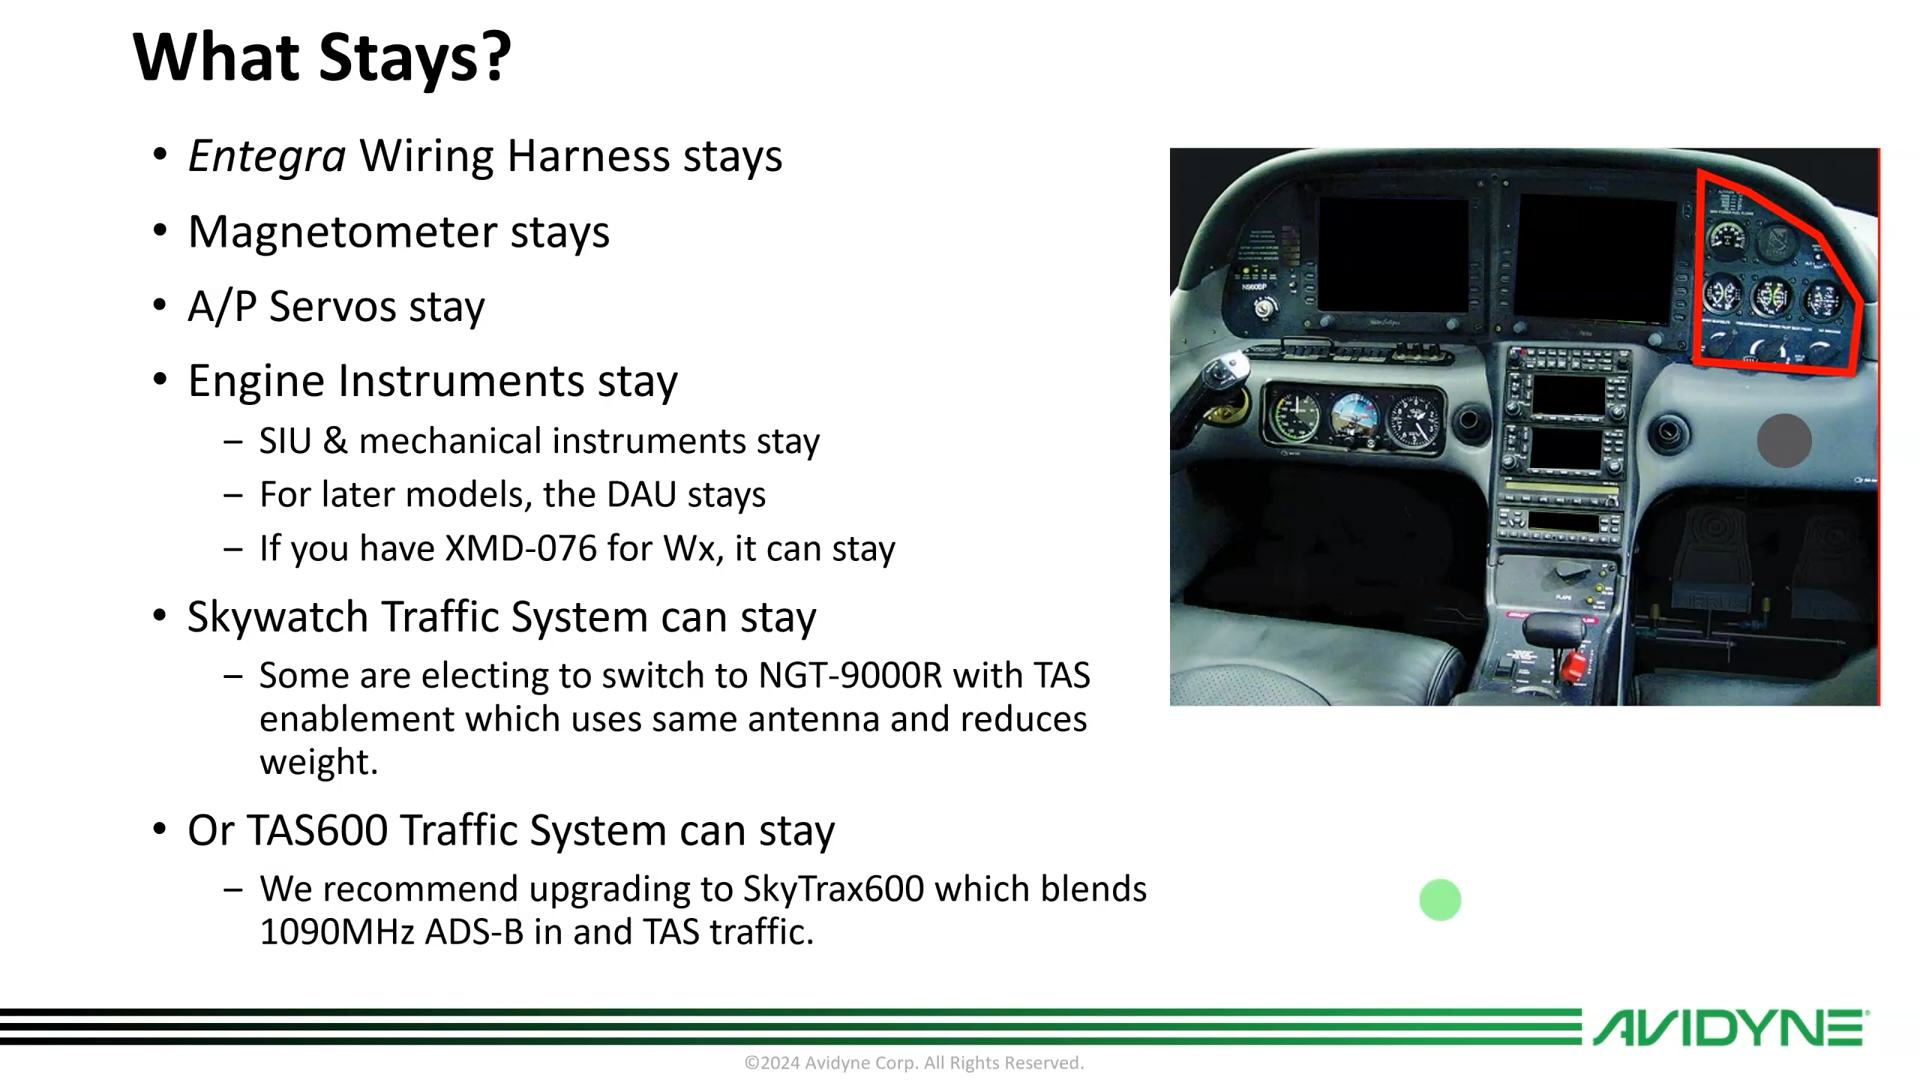 What Stays?
• Entegra Wiring Harness stays
• Magnetometer stays
• A/P Servos stay
• Engine Instruments stay
– SIU & mechanical instruments stay
– For later models, the DAU stays
– If you have XMD-076 for Wx, it can stay
• Skywatch Traffic System can stay
– Some are electing to switch to NGT-9000R with TAS
enablement which uses same antenna and reduces
weight.
• Or TAS600 Traffic System can stay
– We recommend upgrading to SkyTrax600 which blends
1090MHz ADS-B in and TAS traffic.
FLAPS
AVIDYNE®
©2024 Avidyne Corp. All Rights Reserved.